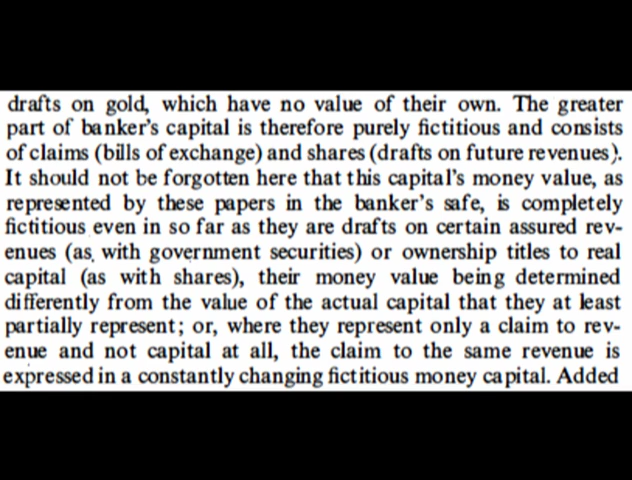 drafts on gold, which have no value of their own. The greater
part of banker's capital is therefore purely fictitious and consists
of claims (bills of exchange) and shares (drafts on future revenues).
It should not be forgotten here that this capital's money value, as
represented by these papers in the banker's safe, is completely
fictitious even in so far as they are drafts on certain assured rev-
enues (as with government securities) or ownership titles to real
capital (as with shares), their money value being determined
differently from the value of the actual capital that they at least
partially represent; or, where they represent only a claim to rev-
enue and not capital at all, the claim to the same revenue is
expressed in a constantly changing fictitious money capital. Added